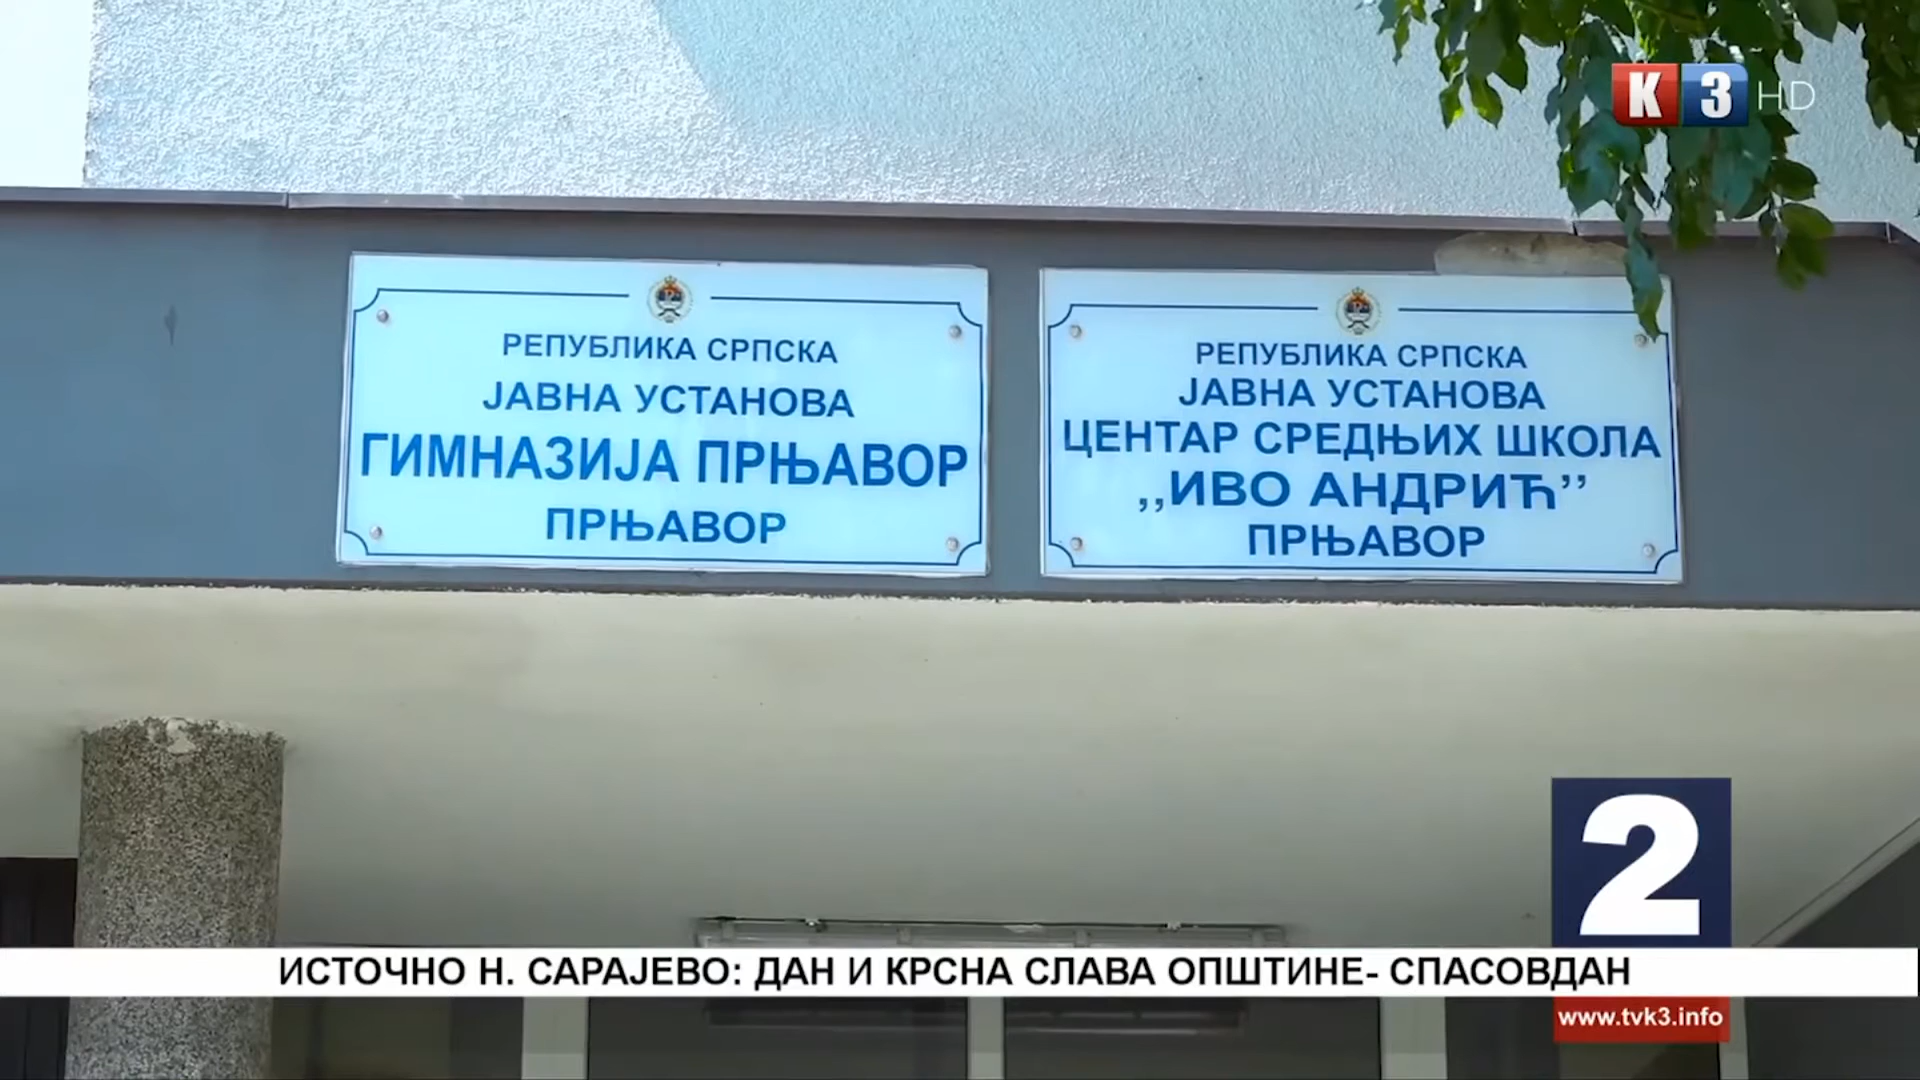 К3 HD
РЕПУБЛИКА СРПСКА
ЈАВНА УСТАНОВА
ГИМНАЗИЈА ПРЊАВОР
ПРЊАВОР
РЕПУБЛИКА СРПСКА
ЈАВНА УСТАНОВА
ЦЕНТАР СРЕДЊИХ ШКОЛА
,,ИВО АНДРИЋ’’
ПРЊАВОР
2
ИСТОЧНО Н. САРАЈЕВО: ДАН И КРСНА СЛАВА ОПШТИНЕ- СПАСОВДАН
www.tvk3.info